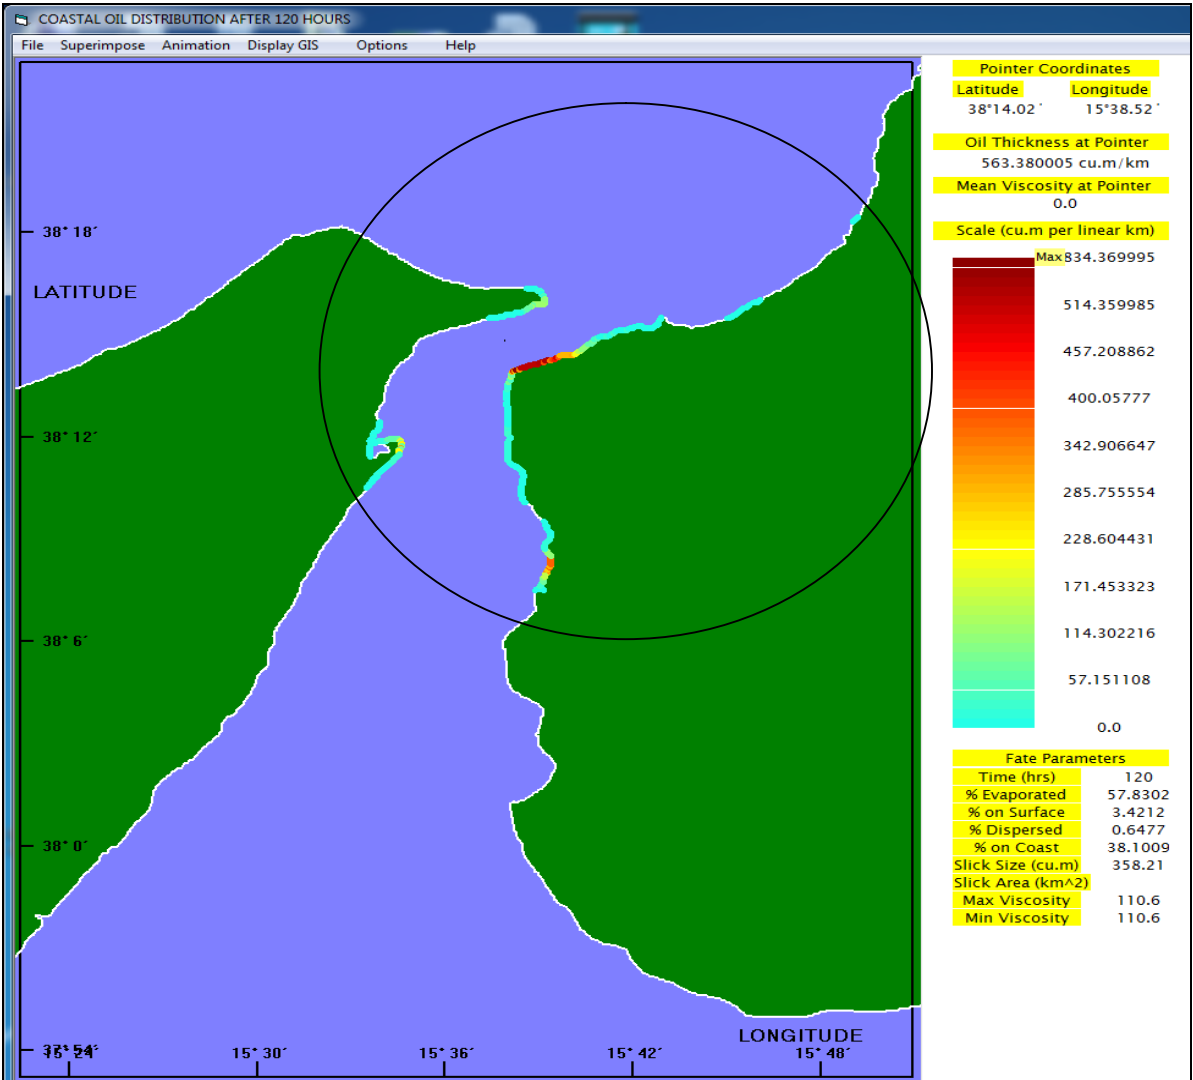 COASTAL OIL DISTRIBUTION AFTER 120 HOURS
File Superimpose Animation Display GIS Options Help
Pointer Coordinates
Latitude Longitude
38°14.02´ 15°38.52´
Oil Thickness at Pointer
563.380005 cu.m/km
Mean Viscosity at Pointer
0.0
Scale (cu.m per linear km)
Max 834.369995
514.359985
457.208862
400.05777
342.906647
285.755554
228.604431
171.453323
114.302216
57.151108
0.0
Fate Parameters
Time (hrs) 120
% Evaporated 57.8302
% on Surface 3.4212
% Dispersed 0.6477
% on Coast 38.1009
Slick Size (cu.m) 358.21
Slick Area (km^2)
Max Viscosity 110.6
Min Viscosity 110.6
38° 18´
LATITUDE
38° 12´
38° 6´
38° 0´
37° 54´
LONGITUDE
15° 24´ 15° 30´ 15° 36´ 15° 42´ 15° 48´